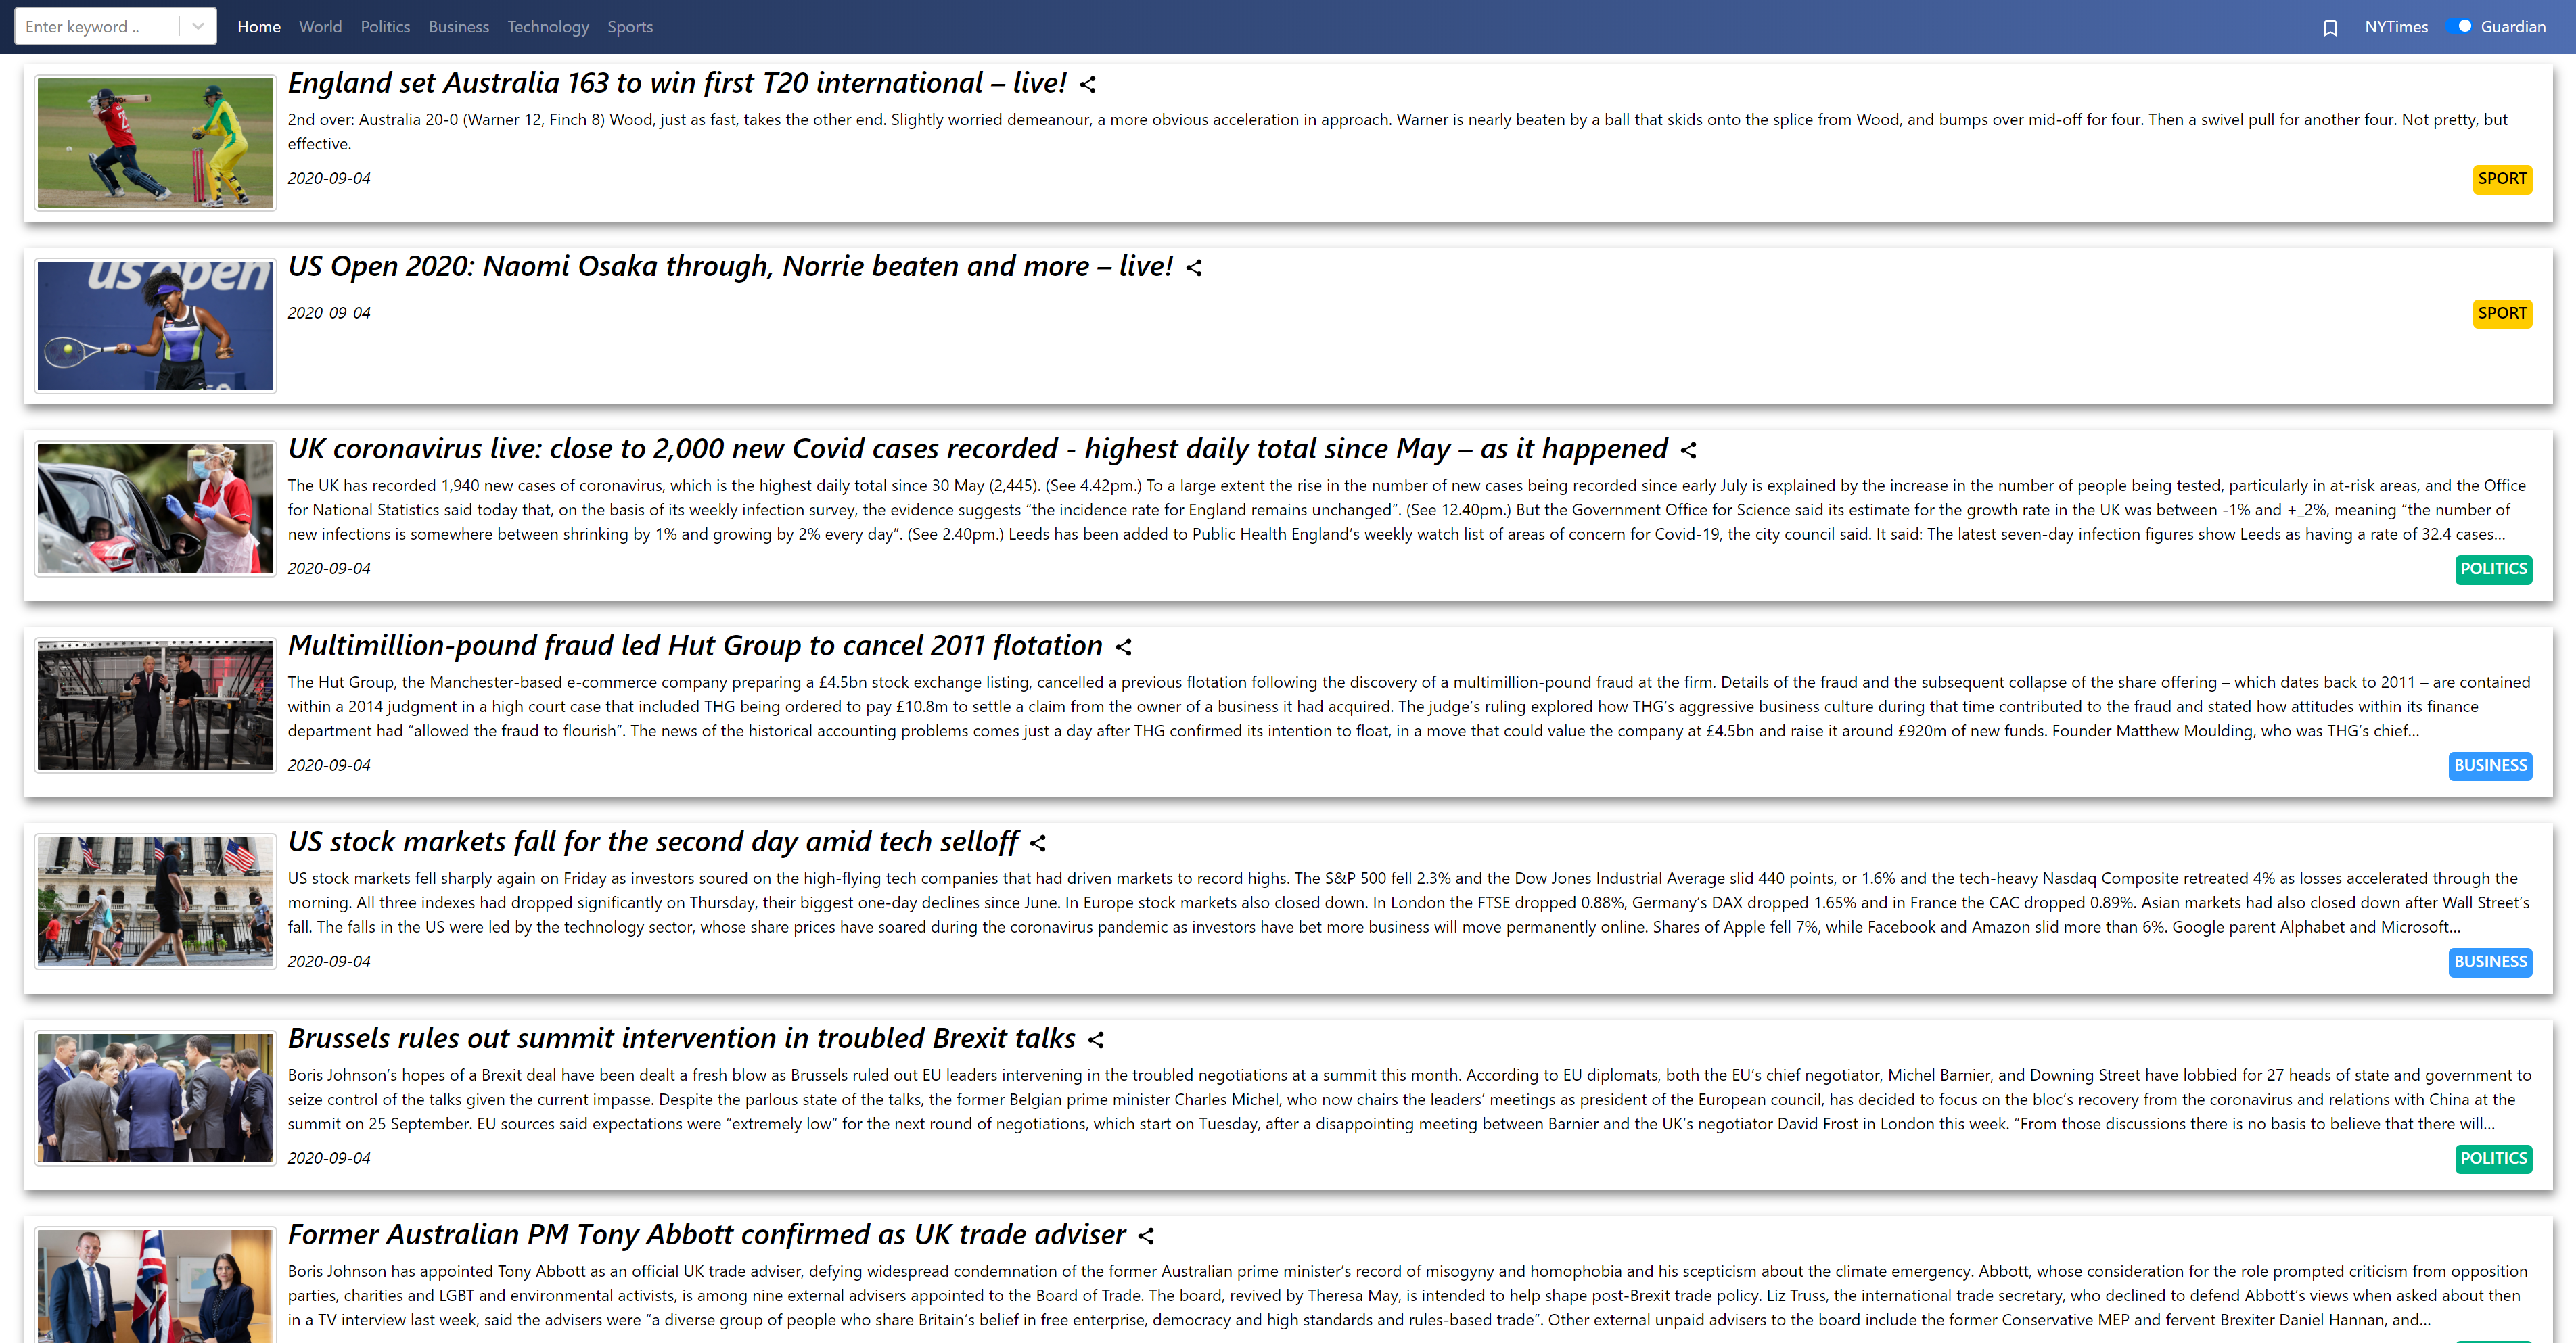 Enter keyword ..
Home World Politics Business Technology Sports
NYTimes Guardian
England set Australia 163 to win first T20 international – live!
2nd over: Australia 20-0 (Warner 12, Finch 8) Wood, just as fast, takes the other end. Slightly worried demeanour, a more obvious acceleration in approach. Warner is nearly beaten by a ball that skids onto the splice from Wood, and bumps over mid-off for four. Then a swivel pull for another four. Not pretty, but
effective.
2020-09-04
SPORT
us open
US Open 2020: Naomi Osaka through, Norrie beaten and more – live!
2020-09-04
SPORT
UK coronavirus live: close to 2,000 new Covid cases recorded - highest daily total since May – as it happened
The UK has recorded 1,940 new cases of coronavirus, which is the highest daily total since 30 May (2,445). (See 4.42pm.) To a large extent the rise in the number of new cases being recorded since early July is explained by the increase in the number of people being tested, particularly in at-risk areas, and the Office
for National Statistics said today that, on the basis of its weekly infection survey, the evidence suggests “the incidence rate for England remains unchanged”. (See 12.40pm.) But the Government Office for Science said its estimate for the growth rate in the UK was between -1% and +_2%, meaning “the number of
new infections is somewhere between shrinking by 1% and growing by 2% every day”. (See 2.40pm.) Leeds has been added to Public Health England’s weekly watch list of areas of concern for Covid-19, the city council said. It said: The latest seven-day infection figures show Leeds as having a rate of 32.4 cases...
2020-09-04
POLITICS
Multimillion-pound fraud led Hut Group to cancel 2011 flotation
The Hut Group, the Manchester-based e-commerce company preparing a £4.5bn stock exchange listing, cancelled a previous flotation following the discovery of a multimillion-pound fraud at the firm. Details of the fraud and the subsequent collapse of the share offering – which dates back to 2011 – are contained
within a 2014 judgment in a high court case that included THG being ordered to pay £10.8m to settle a claim from the owner of a business it had acquired. The judge’s ruling explored how THG’s aggressive business culture during that time contributed to the fraud and stated how attitudes within its finance
department had “allowed the fraud to flourish”. The news of the historical accounting problems comes just a day after THG confirmed its intention to float, in a move that could value the company at £4.5bn and raise it around £920m of new funds. Founder Matthew Moulding, who was THG’s chief...
2020-09-04
BUSINESS
US stock markets fall for the second day amid tech selloff
US stock markets fell sharply again on Friday as investors soured on the high-flying tech companies that had driven markets to record highs. The S&P 500 fell 2.3% and the Dow Jones Industrial Average slid 440 points, or 1.6% and the tech-heavy Nasdaq Composite retreated 4% as losses accelerated through the
morning. All three indexes had dropped significantly on Thursday, their biggest one-day declines since June. In Europe stock markets also closed down. In London the FTSE dropped 0.88%, Germany’s DAX dropped 1.65% and in France the CAC dropped 0.89%. Asian markets had also closed down after Wall Street’s
fall. The falls in the US were led by the technology sector, whose share prices have soared during the coronavirus pandemic as investors have bet more business will move permanently online. Shares of Apple fell 7%, while Facebook and Amazon slid more than 6%. Google parent Alphabet and Microsoft...
2020-09-04
BUSINESS
Brussels rules out summit intervention in troubled Brexit talks
Boris Johnson’s hopes of a Brexit deal have been dealt a fresh blow as Brussels ruled out EU leaders intervening in the troubled negotiations at a summit this month. According to EU diplomats, both the EU’s chief negotiator, Michel Barnier, and Downing Street have lobbied for 27 heads of state and government to
seize control of the talks given the current impasse. Despite the parlous state of the talks, the former Belgian prime minister Charles Michel, who now chairs the leaders’ meetings as president of the European council, has decided to focus on the bloc’s recovery from the coronavirus and relations with China at the
summit on 25 September. EU sources said expectations were “extremely low” for the next round of negotiations, which start on Tuesday, after a disappointing meeting between Barnier and the UK’s negotiator David Frost in London this week. “From those discussions there is no basis to believe that there will...
2020-09-04
POLITICS
Former Australian PM Tony Abbott confirmed as UK trade adviser
Boris Johnson has appointed Tony Abbott as an official UK trade adviser, defying widespread condemnation of the former Australian prime minister’s record of misogyny and homophobia and his scepticism about the climate emergency. Abbott, whose consideration for the role prompted criticism from opposition
parties, charities and LGBT and environmental activists, is among nine external advisers appointed to the Board of Trade. The board, revived by Theresa May, is intended to help shape post-Brexit trade policy. Liz Truss, the international trade secretary, who declined to defend Abbott’s views when asked about then
in a TV interview last week, said the advisers were “a diverse group of people who share Britain’s belief in free enterprise, democracy and high standards and rules-based trade”. Other external unpaid advisers to the board include the former Conservative MEP and fervent Brexiter Daniel Hannan, and...